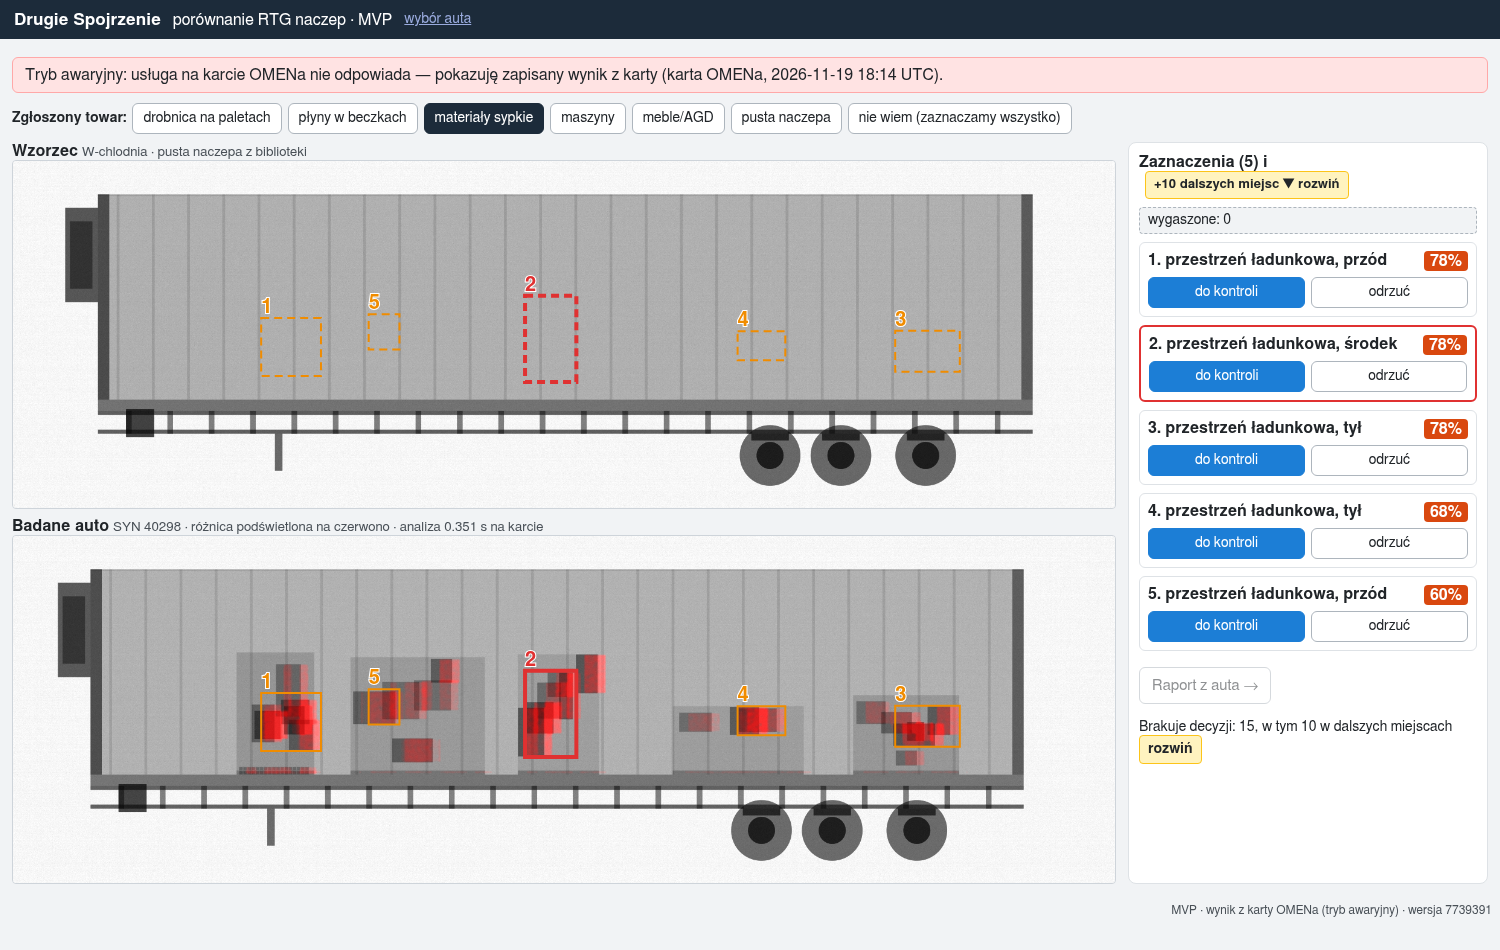 Drugie Spojrzenie porównanie RTG naczep · MVP wybór auta
Tryb awaryjny: usługa na karcie OMENa nie odpowiada — pokazuję zapisany wynik z karty (karta OMENa, 2026-11-19 18:14 UTC).
Zgłoszony towar: drobnica na paletach płyny w beczkach materiały sypkie maszyny meble/AGD pusta naczepa nie wiem (zaznaczamy wszystko)
Wzorzec W-chlodnia · pusta naczepa z biblioteki
1
5
2
4
3
Badane auto SYN 40298 · różnica podświetlona na czerwono · analiza 0.351 s na karcie
1
5
2
4
3
Zaznaczenia (5) i
+10 dalszych miejsc ▼ rozwiń
wygaszone: 0
1. przestrzeń ładunkowa, przód 78%
do kontroli odrzuć
2. przestrzeń ładunkowa, środek 78%
do kontroli odrzuć
3. przestrzeń ładunkowa, tył 78%
do kontroli odrzuć
4. przestrzeń ładunkowa, tył 68%
do kontroli odrzuć
5. przestrzeń ładunkowa, przód 60%
do kontroli odrzuć
Raport z auta →
Brakuje decyzji: 15, w tym 10 w dalszych miejscach
rozwiń
MVP · wynik z karty OMENa (tryb awaryjny) · wersja 7739391